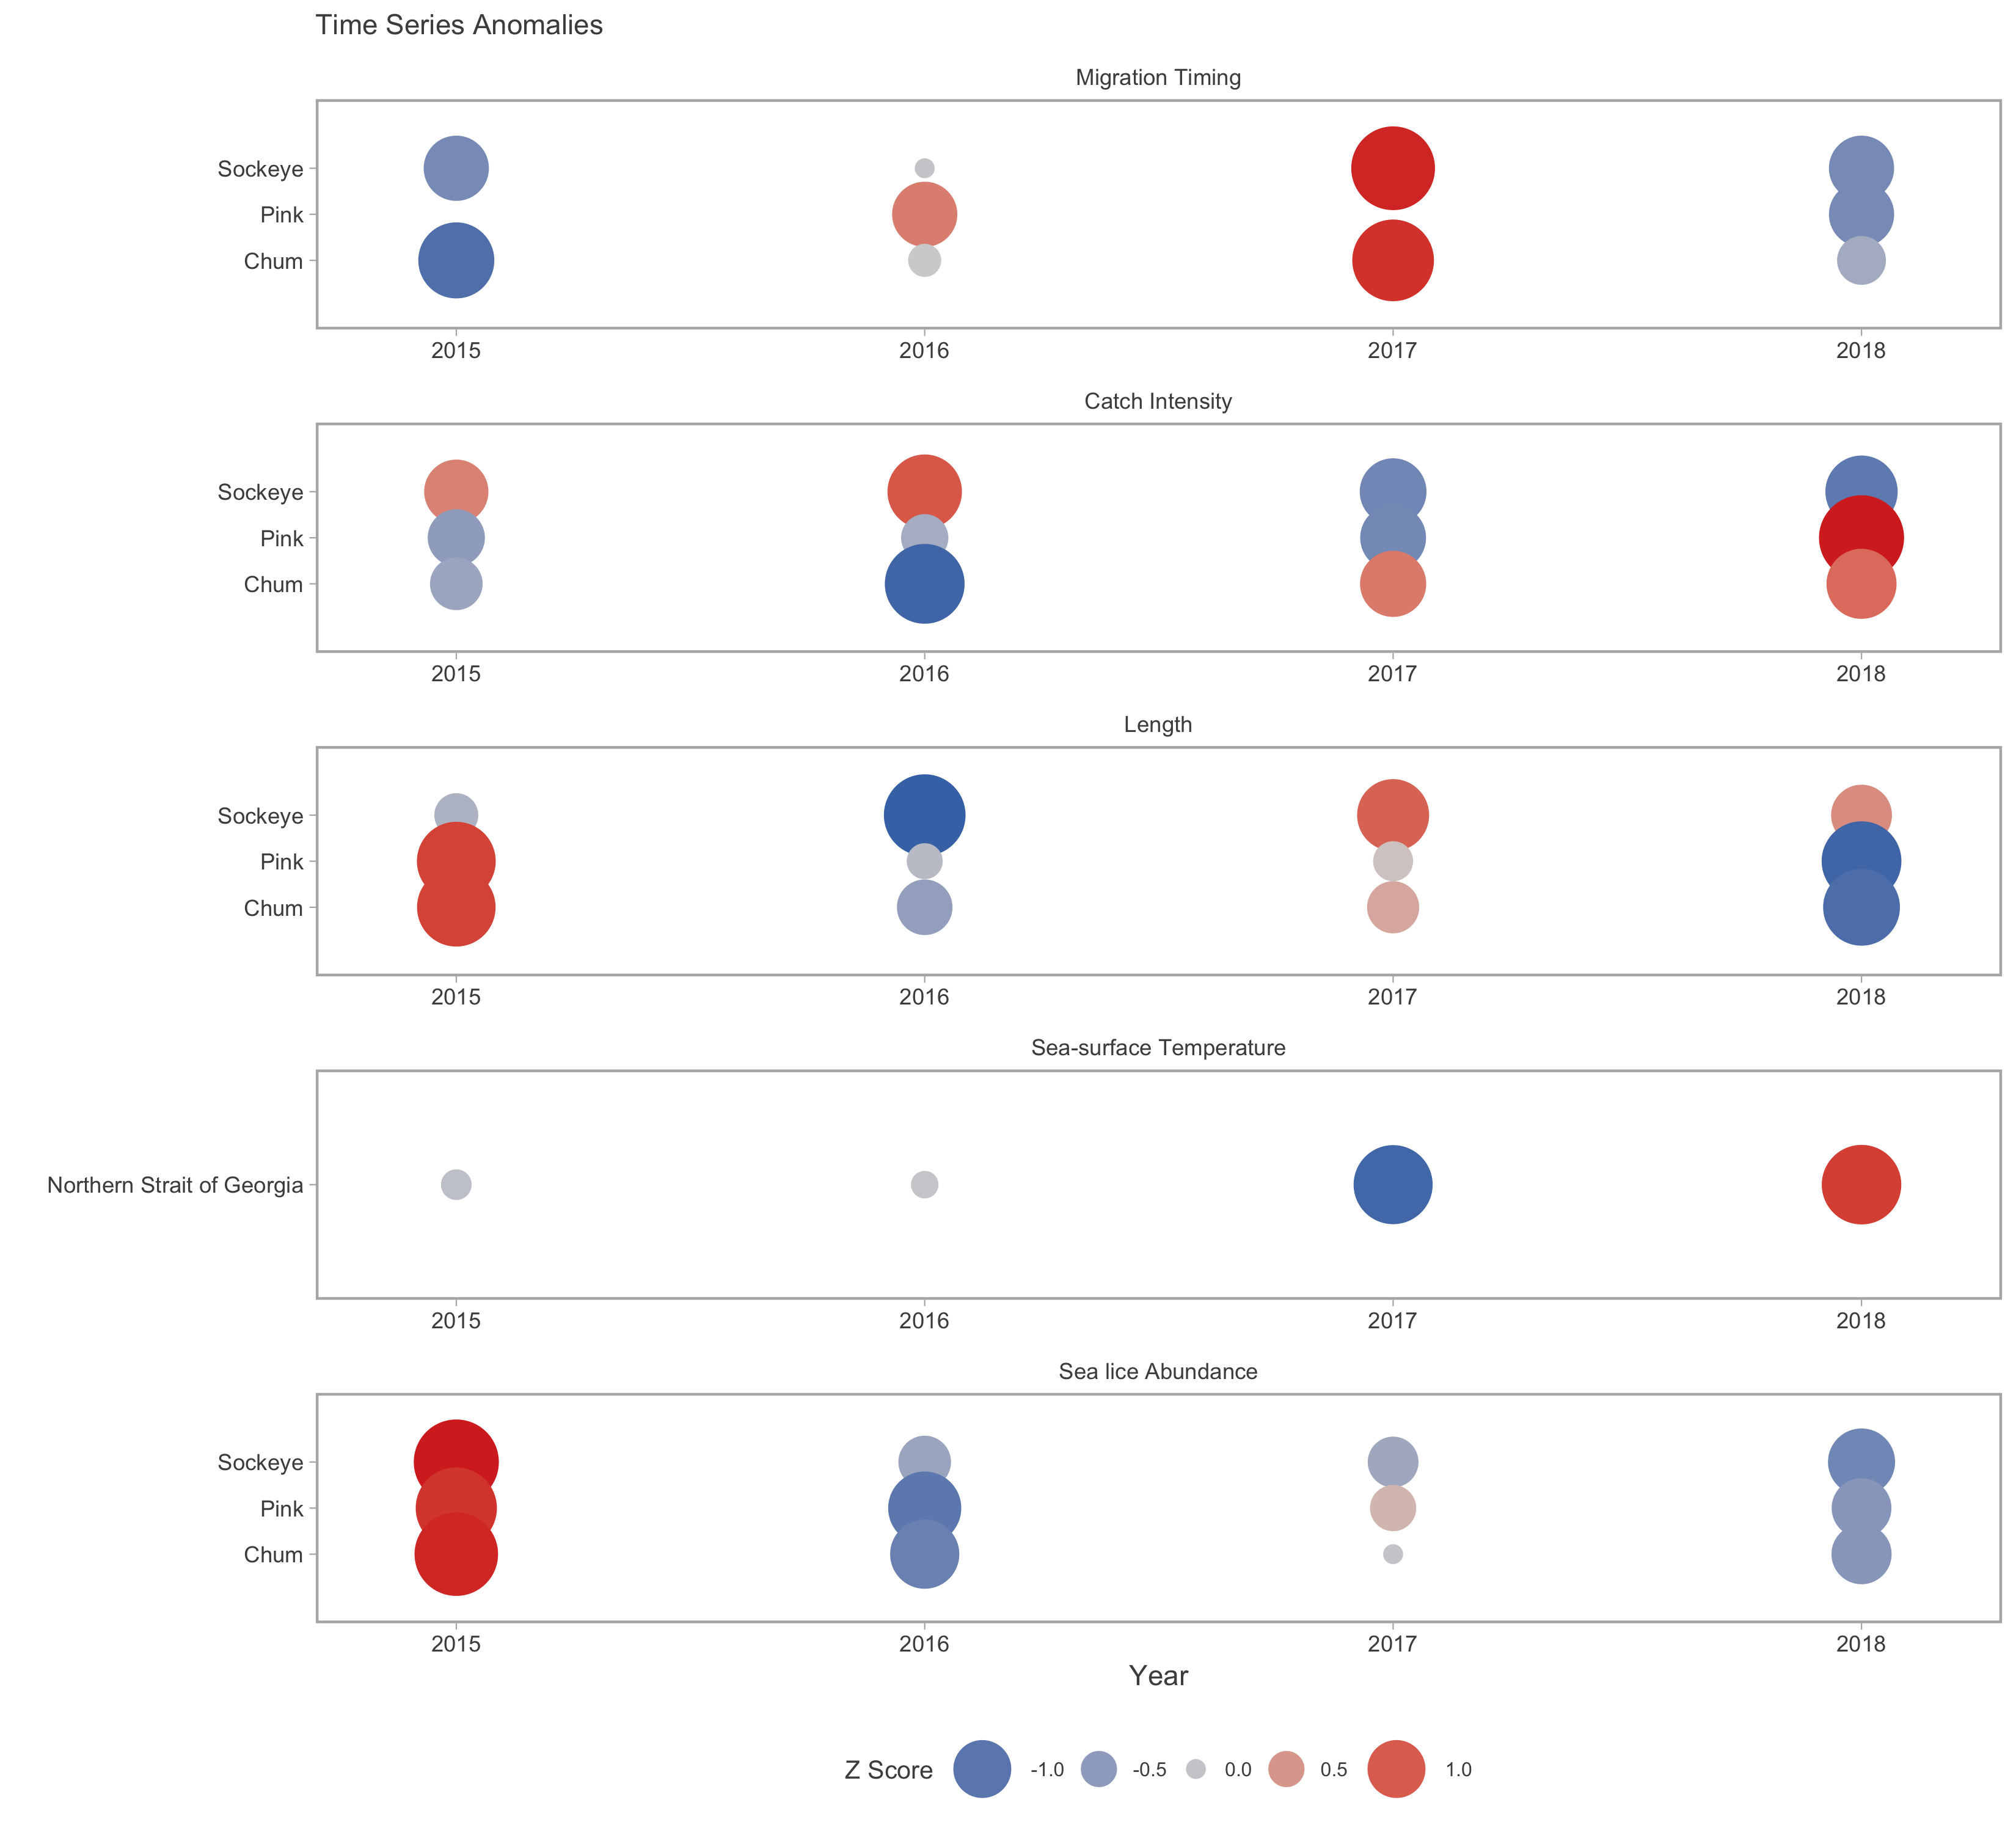 Time Series Anomalies
Migration Timing
Sockeye
Pink
Chum
2015 2016 2017 2018
Catch Intensity
Sockeye
Pink
Chum
2015 2016 2017 2018
Length
Sockeye
Pink
Chum
2015 2016 2017 2018
Sea-surface Temperature
Northern Strait of Georgia
2015 2016 2017 2018
Sea lice Abundance
Sockeye
Pink
Chum
2015 2016 2017 2018
Year
Z Score -1.0 -0.5 0.0 0.5 1.0